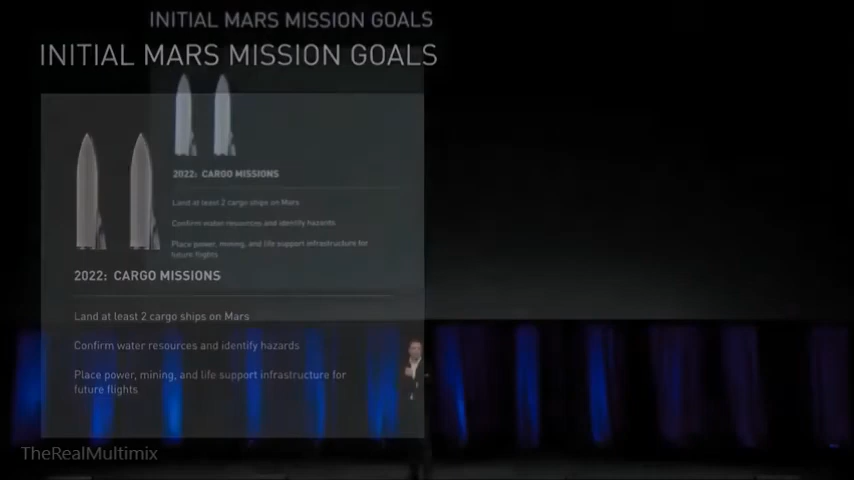 INITIAL MARS MISSION GOALS
INITIAL MARS MISSION GOALS
2022: CARGO MISSIONS
Land at least 2 cargo ships on Mars
Confirm water resources and identify hazards
Place power, mining, and life support infrastructure for
future flights
2022: CARGO MISSIONS
Land at least 2 cargo ships on Mars
Confirm water resources and identify hazards
Place power, mining, and life support infrastructure for
future flights
TheRealMultimix